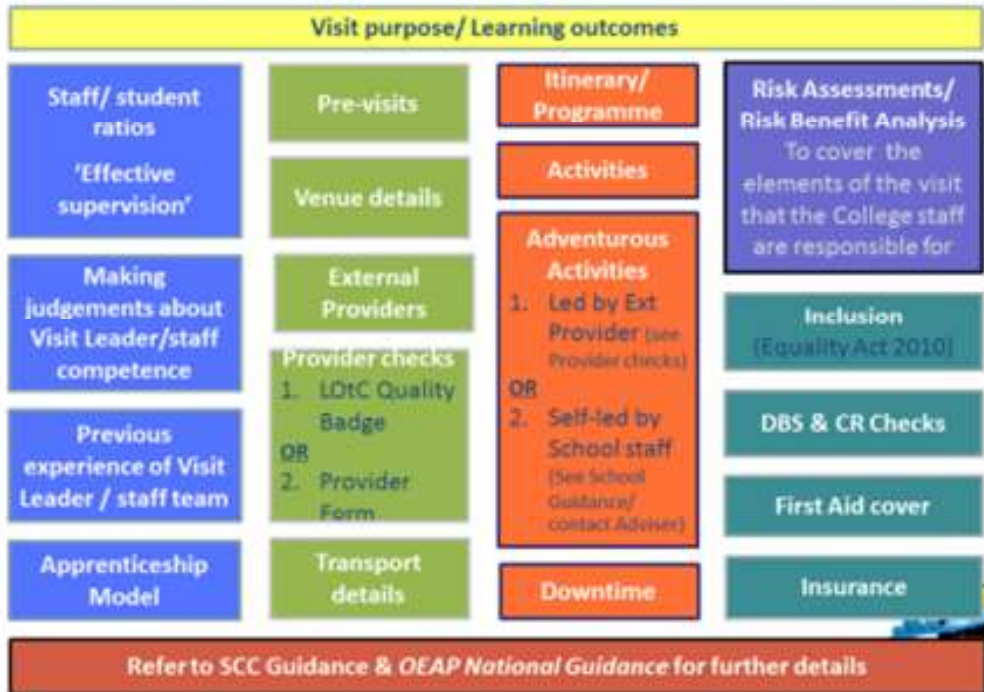 Visit purpose/ Learning outcomes
Staff/ student
ratios
'Effective
supervision'
Making
judgements about
Visit Leader/staff
competence
Previous
experience of Visit
Leader / staff team
Apprenticeship
Model
Pre-visits
Venue details
External
Providers
Provider checks
1. LOtC Quality
Badge
OR
2. Provider
Form
Transport
details
Itinerary/
Programme
Activities
Adventurous
Activities
1. Led by Ext
Provider (see
Provider checks)
OR
2. Self-led by
School staff
(See School
Guidance/
contact Adviser)
Downtime
Risk Assessments/
Risk Benefit Analysis
To cover the
elements of the visit
that the College staff
are responsible for
Inclusion
(Equality Act 2010)
DBS & CR Checks
First Aid cover
Insurance
Refer to SCC Guidance & OEAP National Guidance for further details